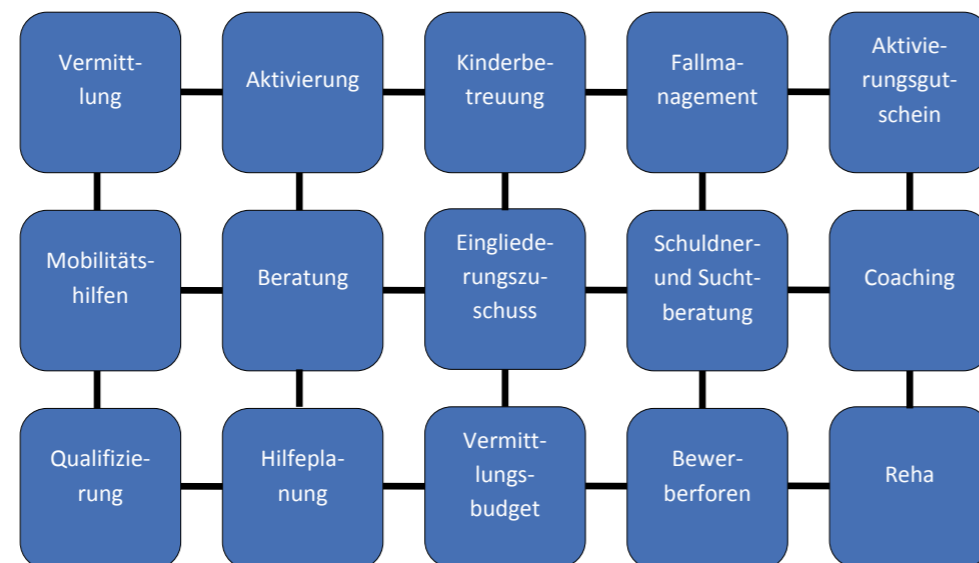 Vermitt-
lung
Aktivierung
Kinderbe-
treuung
Fallma-
nagement
Aktivie-
rungsgut-
schein
Mobilitäts-
hilfen
Beratung
Eingliede-
rungszu-
schuss
Schuldner-
und Sucht-
beratung
Coaching
Qualifizie-
rung
Hilfepla-
nung
Vermitt-
lungs-
budget
Bewer-
berforen
Reha